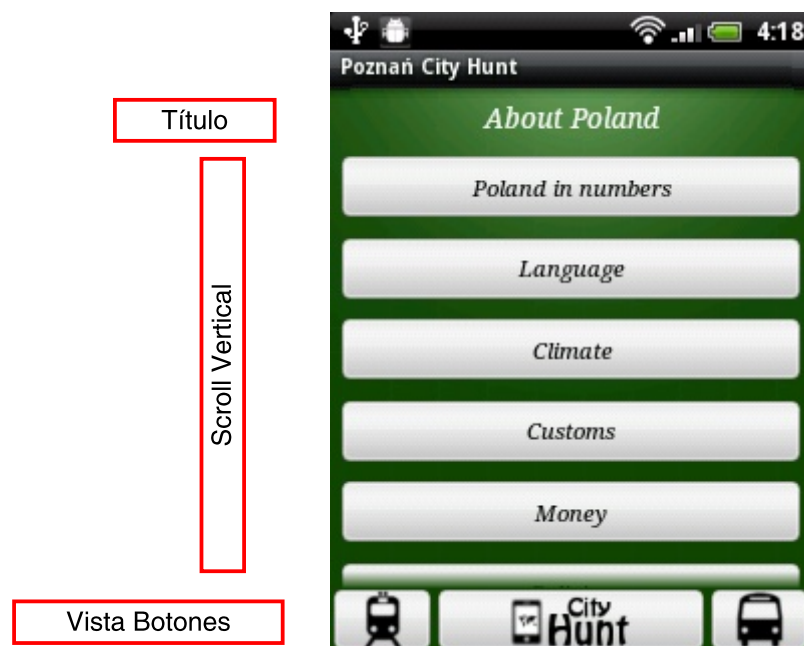 4:18
Poznań City Hunt
Título
About Poland
Poland in numbers
Language
Scroll Vertical
Climate
Customs
Money
Vista Botones
City
Hunt